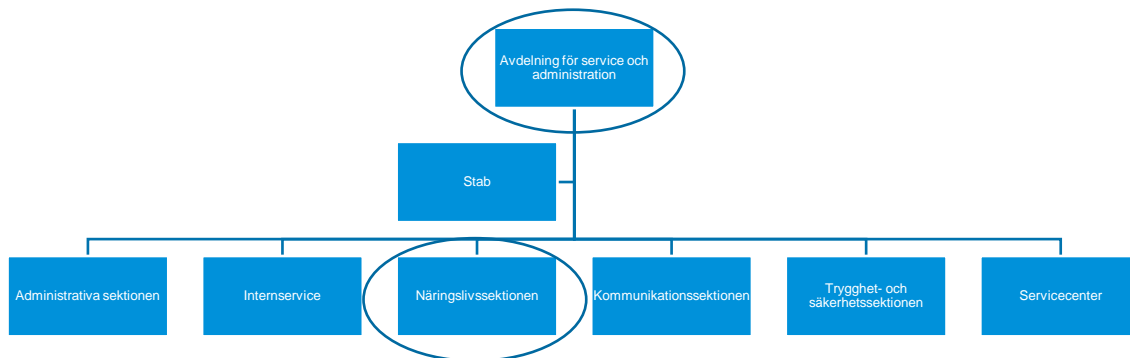 Avdelning för service och
administration
Stab
Administrativa sektionen
Internservice
Näringslivssektionen
Kommunikationssektionen
Trygghet- och
säkerhetssektionen
Servicecenter